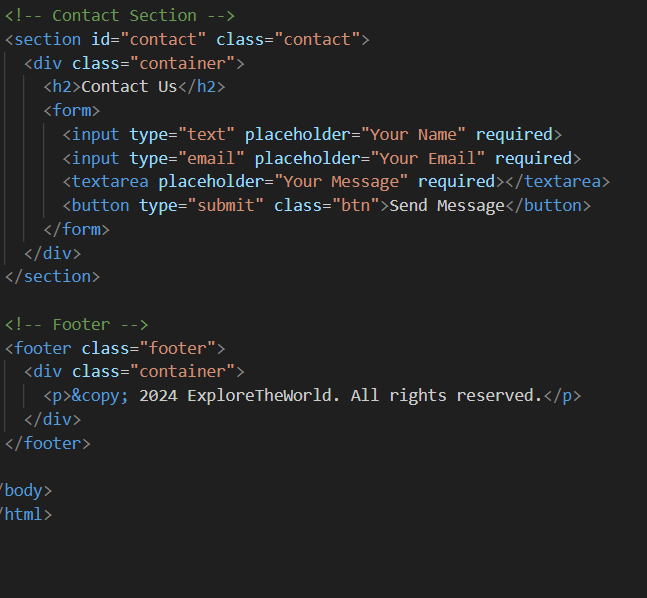 <!-- Contact Section -->
<section id="contact" class="contact">
<div class="container">
<h2>Contact Us</h2>
<form>
<input type="text" placeholder="Your Name" required>
<input type="email" placeholder="Your Email" required>
<textarea placeholder="Your Message" required></textarea>
<button type="submit" class="btn">Send Message</button>
</form>
</div>
</section>
<!-- Footer -->
<footer class="footer">
<div class="container">
<p>&copy; 2024 ExploreTheWorld. All rights reserved.</p>
</div>
</footer>
/body>
/html>